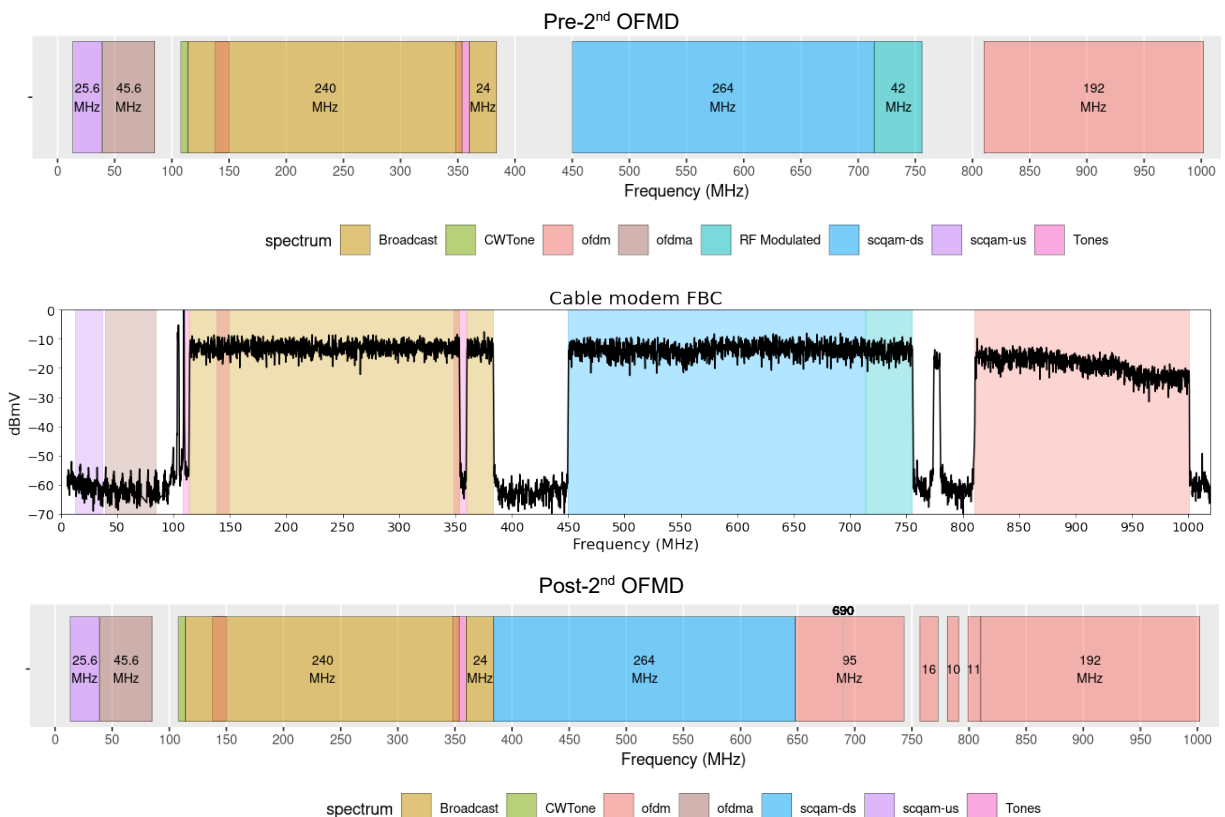 Pre-2nd OFMD
25.6 MHz
45.6 MHz
240 MHz
24 MHz
264 MHz
42 MHz
192 MHz
0 50 100 150 200 250 300 350 400 450 500 550 600 650 700 750 800 850 900 950 1000
Frequency (MHz)
spectrum Broadcast CWTone ofdm ofdma RF Modulated scqam-ds scqam-us Tones
Cable modem FBC
dBmV
0
−10
−20
−30
−40
−50
−60
−70
0 50 100 150 200 250 300 350 400 450 500 550 600 650 700 750 800 850 900 950 1000
Frequency (MHz)
Post-2nd OFMD
690
25.6 MHz
45.6 MHz
240 MHz
24 MHz
264 MHz
95 MHz
16
10
11
192 MHz
0 50 100 150 200 250 300 350 400 450 500 550 600 650 700 750 800 850 900 950 1000
Frequency (MHz)
spectrum Broadcast CWTone ofdm ofdma scqam-ds scqam-us Tones